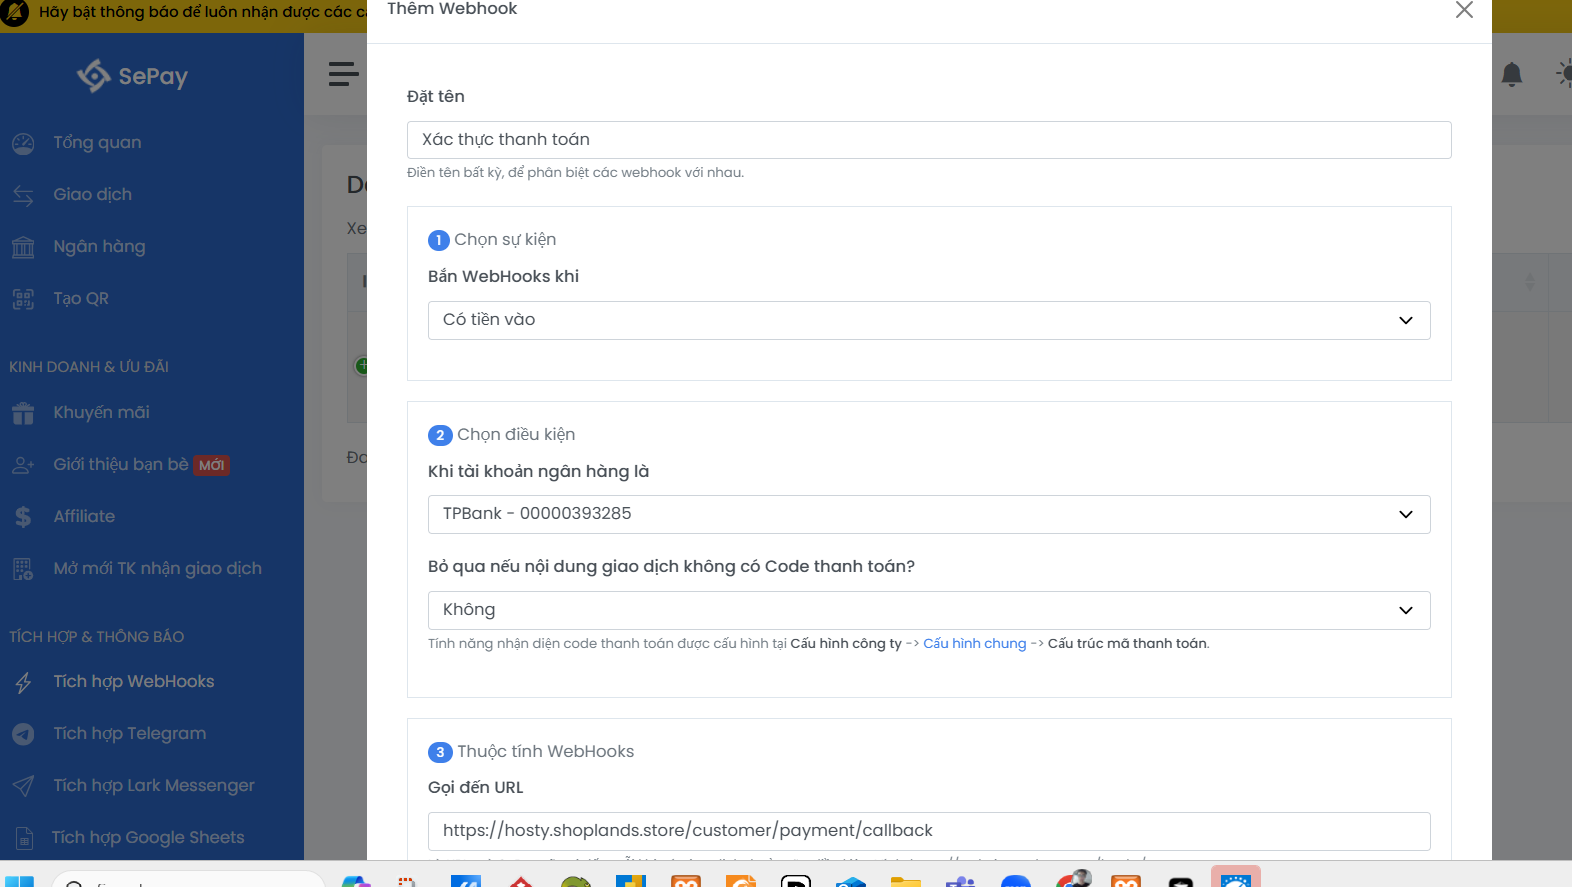 Hãy bật thông báo để luôn nhận được các
Thêm Webhook
SePay
Tổng quan
Giao dịch
Ngân hàng
Tạo QR
KINH DOANH & ƯU ĐÃI
Khuyến mãi
Giới thiệu bạn bè MỚI
Affiliate
Mở mới TK nhận giao dịch
TÍCH HỢP & THÔNG BÁO
Tích hợp WebHooks
Tích hợp Telegram
Tích hợp Lark Messenger
Tích hợp Google Sheets
Đặt tên
Xác thực thanh toán
Điền tên bất kỳ, để phân biệt các webhook với nhau.
1 Chọn sự kiện
Bắn WebHooks khi
Có tiền vào
2 Chọn điều kiện
Khi tài khoản ngân hàng là
TPBank - 00000393285
Bỏ qua nếu nội dung giao dịch không có Code thanh toán?
Không
Tính năng nhận diện code thanh toán được cấu hình tại Cấu hình công ty -> Cấu hình chung -> Cấu trúc mã thanh toán.
3 Thuộc tính WebHooks
Gọi đến URL
https://hosty.shoplands.store/customer/payment/callback